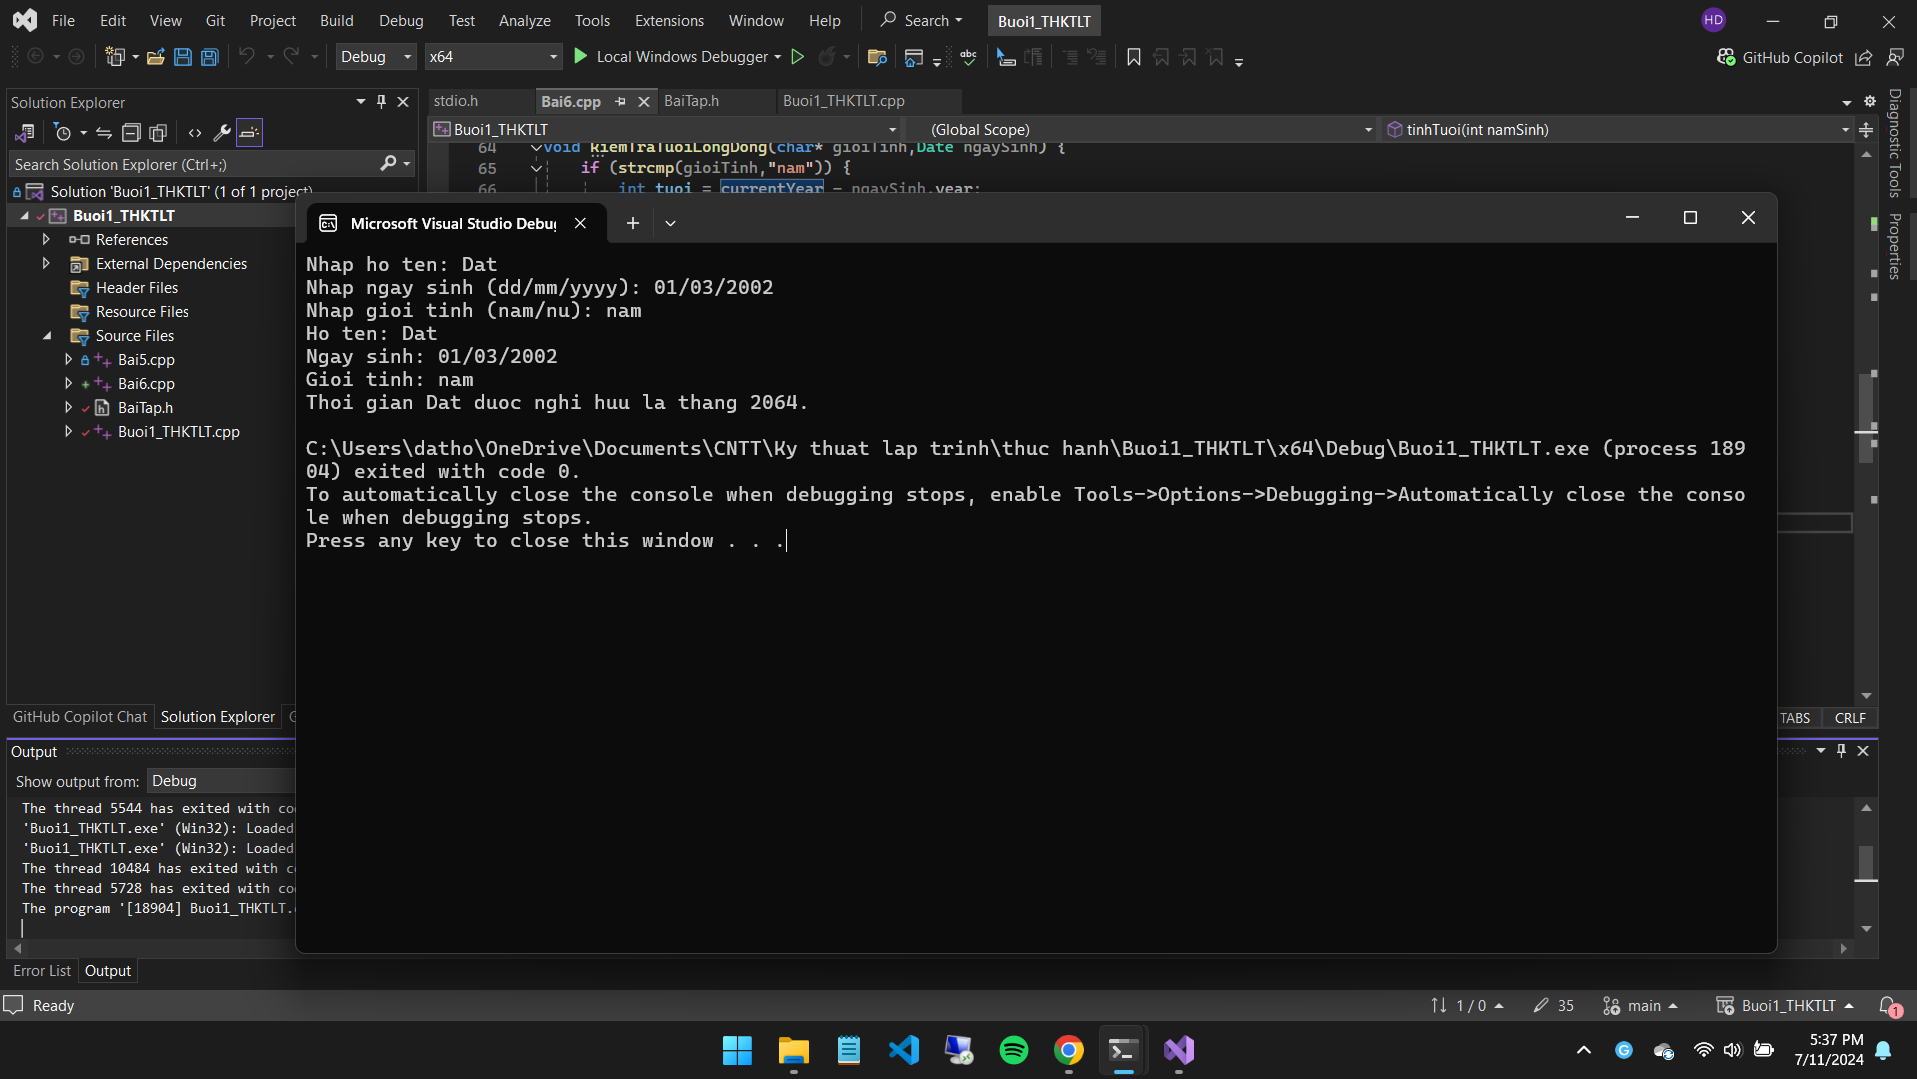 File Edit View Git Project Build Debug Test Analyze Tools Extensions Window Help Search Buoi1_THKTLT HD
Debug x64 Local Windows Debugger abc GitHub Copilot
Solution Explorer
stdio.h Bai6.cpp BaiTap.h Buoi1_THKTLT.cpp
Buoi1_THKTLT (Global Scope) tinhTuoi(int namSinh)
Search Solution Explorer (Ctrl+;)
Solution 'Buoi1_THKTLT' (1 of 1 project)
Buoi1_THKTLT
References
External Dependencies
Header Files
Resource Files
Source Files
Bai5.cpp
Bai6.cpp
BaiTap.h
Buoi1_THKTLT.cpp
64 void KiemTraTuoiLongDong(char* gioiTinh,Date ngaySinh) {
65 if (strcmp(gioiTinh,"nam")) {
66 int tuoi = currentYear - ngaySinh.year;
Diagnostic Tools
Properties
Microsoft Visual Studio Debug
Nhap ho ten: Dat
Nhap ngay sinh (dd/mm/yyyy): 01/03/2002
Nhap gioi tinh (nam/nu): nam
Ho ten: Dat
Ngay sinh: 01/03/2002
Gioi tinh: nam
Thoi gian Dat duoc nghi huu la thang 2064.
C:\Users\datho\OneDrive\Documents\CNTT\Ky thuat lap trinh\thuc hanh\Buoi1_THKTLT\x64\Debug\Buoi1_THKTLT.exe (process 189
04) exited with code 0.
To automatically close the console when debugging stops, enable Tools->Options->Debugging->Automatically close the conso
le when debugging stops.
Press any key to close this window . . .
GitHub Copilot Chat Solution Explorer
TABS CRLF
Output
Show output from: Debug
The thread 5544 has exited with co
'Buoi1_THKTLT.exe' (Win32): Loaded
'Buoi1_THKTLT.exe' (Win32): Loaded
The thread 10484 has exited with c
The thread 5728 has exited with co
The program '[18904] Buoi1_THKTLT.
Error List Output
Ready 1 / 0 35 main Buoi1_THKTLT 1
5:37 PM
7/11/2024